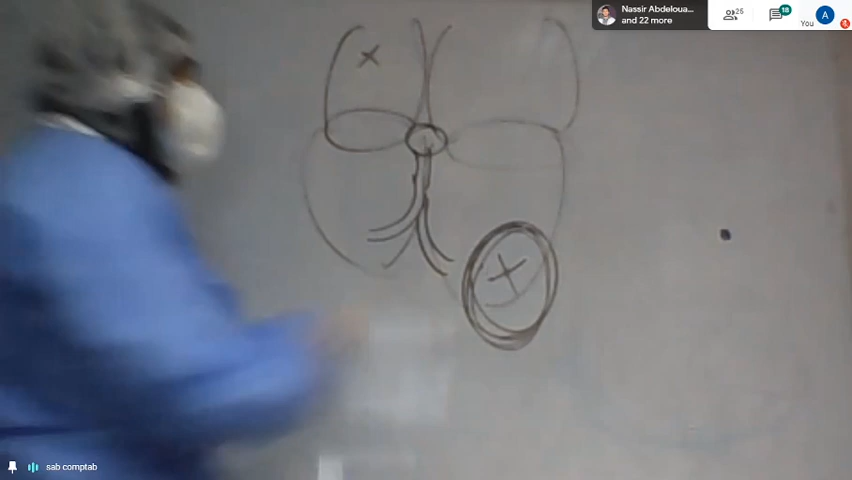 Nassir Abdeloua...
and 22 more
25
18
You
A
×
+
sab comptab